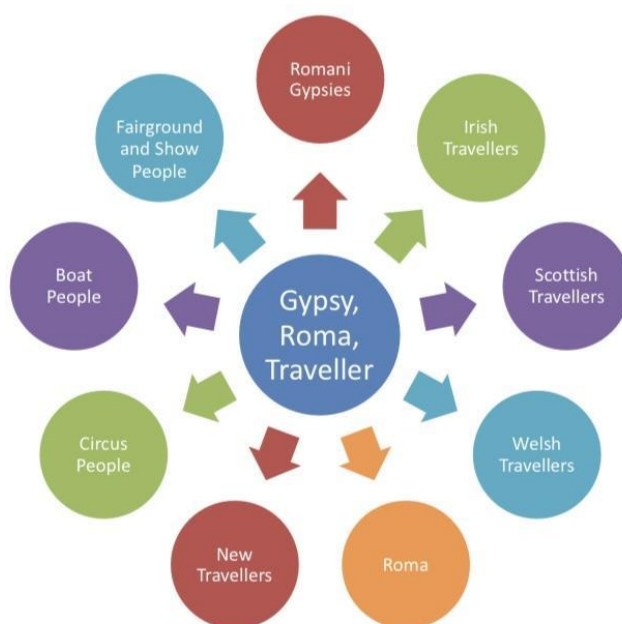 Romani
Gypsies
Irish
Travellers
Scottish
Travellers
Welsh
Travellers
Roma
New
Travellers
Circus
People
Boat
People
Fairground
and Show
People
Gypsy,
Roma,
Traveller